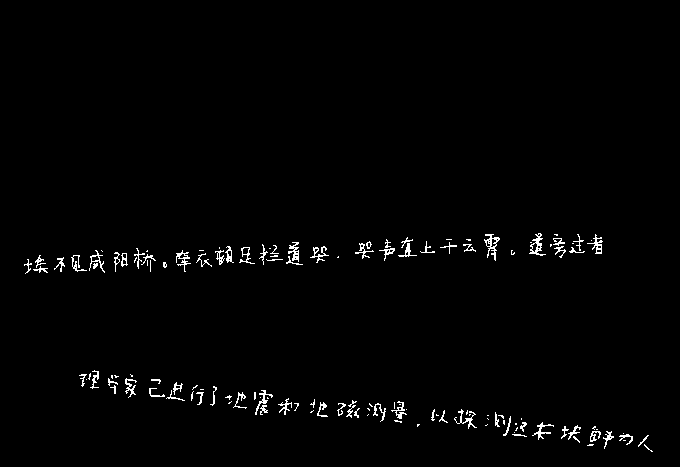 埃不见咸阳桥。牵衣顿足拦道哭，哭声直上干云霄。道旁过者
理学家已进行了地震和地磁测量，以探测这片块鲜为人